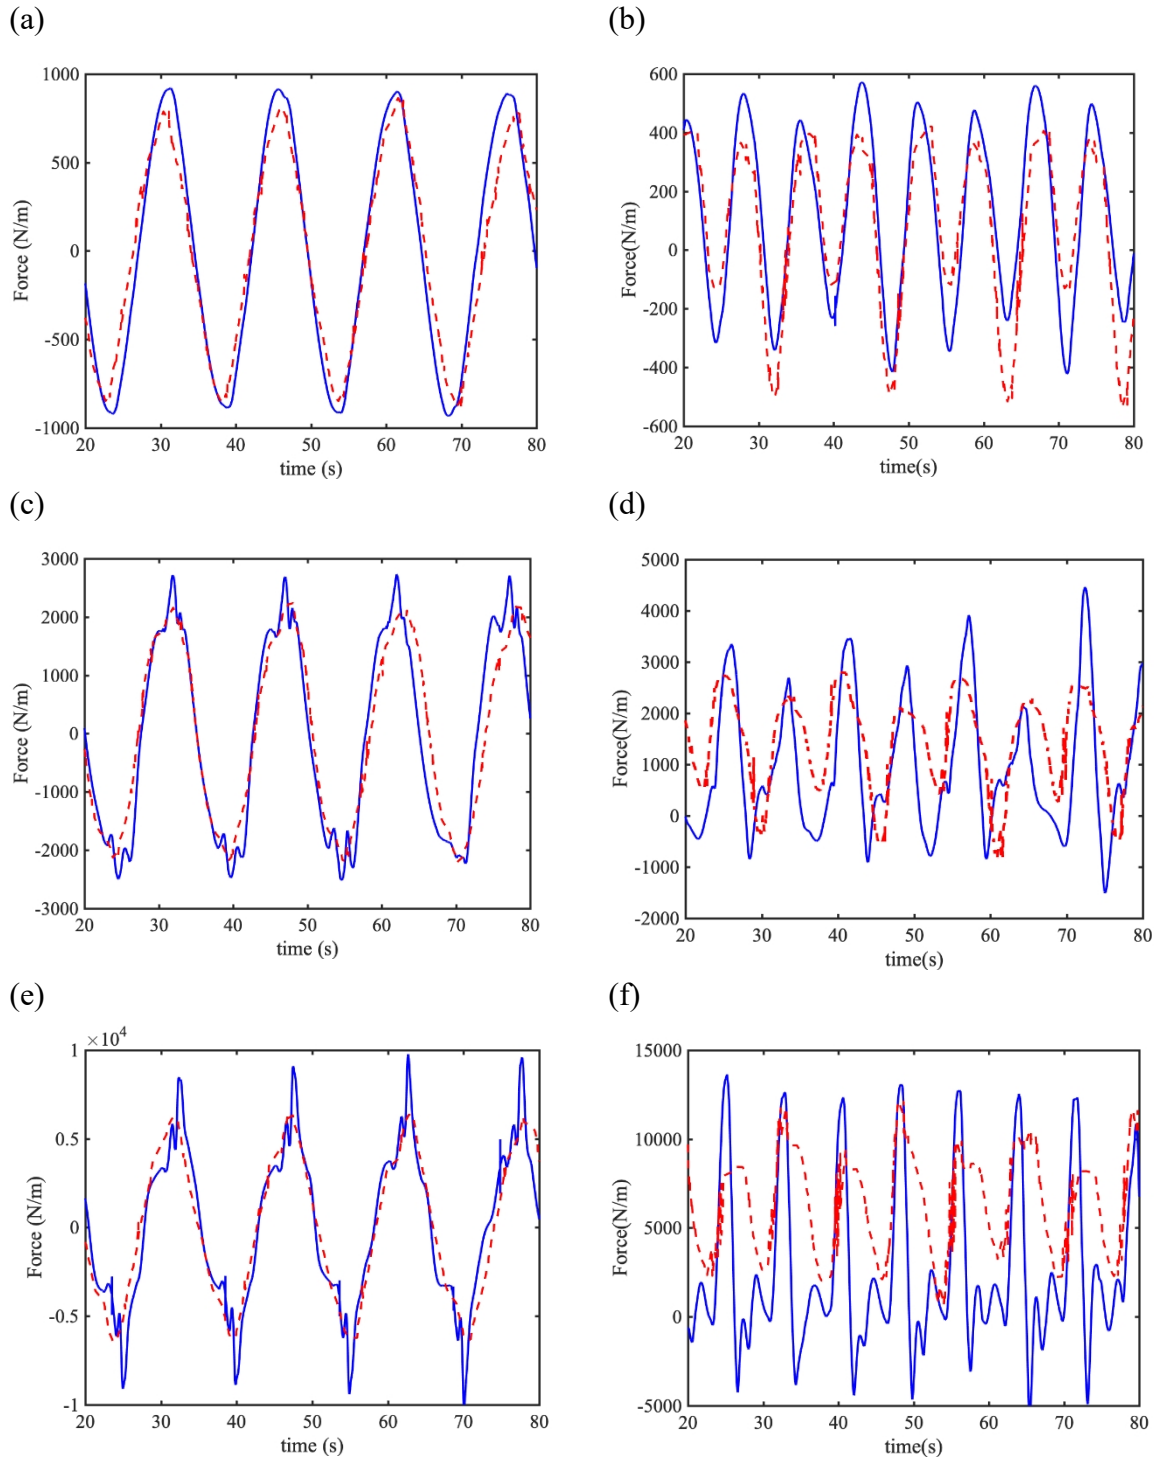 (a)
1000
500
0
-500
-1000
Force (N/m)
20 30 40 50 60 70 80
time (s)
(b)
600
400
200
0
-200
-400
-600
Force(N/m)
20 30 40 50 60 70 80
time(s)
(c)
3000
2000
1000
0
-1000
-2000
-3000
Force (N/m)
20 30 40 50 60 70 80
time (s)
(d)
5000
4000
3000
2000
1000
0
-1000
-2000
Force(N/m)
20 30 40 50 60 70 80
time(s)
(e)
×10⁴
1
0.5
0
-0.5
-1
Force (N/m)
20 30 40 50 60 70 80
time (s)
(f)
15000
10000
5000
0
-5000
Force(N/m)
20 30 40 50 60 70 80
time(s)